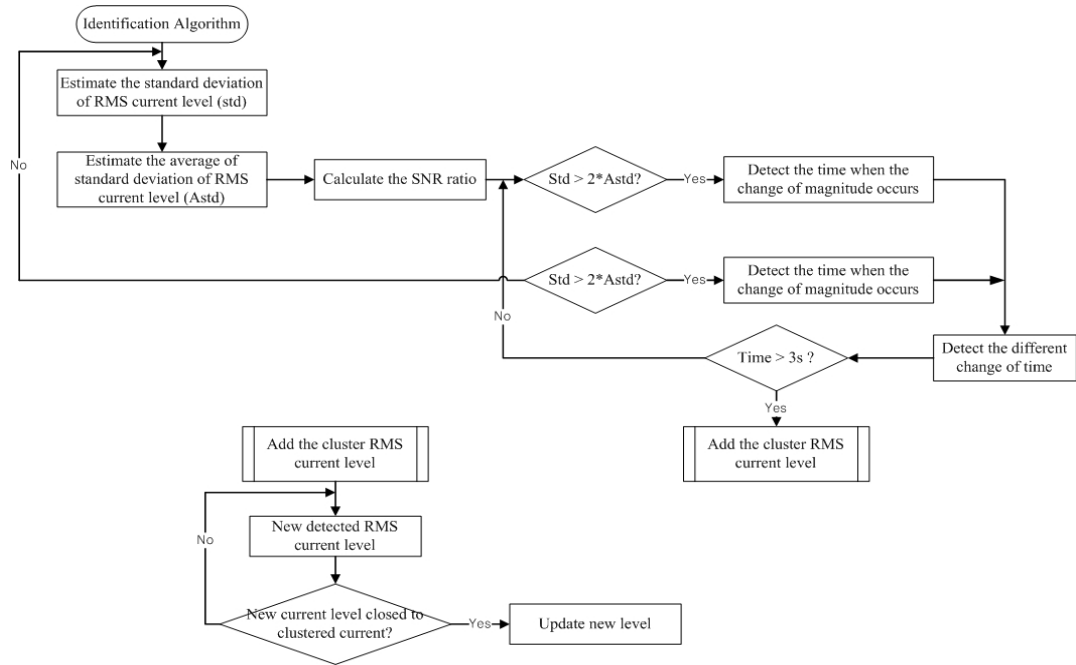 Identification Algorithm
Estimate the standard deviation
of RMS current level (std)
No
Estimate the average of
standard deviation of RMS
current level (Astd)
Calculate the SNR ratio
Std > 2*Astd?
Yes
Detect the time when the
change of magnitude occurs
Std > 2*Astd?
Yes
Detect the time when the
change of magnitude occurs
No
Time > 3s ?
Detect the different
change of time
Yes
Add the cluster RMS
current level
Add the cluster RMS
current level
New detected RMS
current level
No
New current level closed to
clustered current?
Yes
Update new level